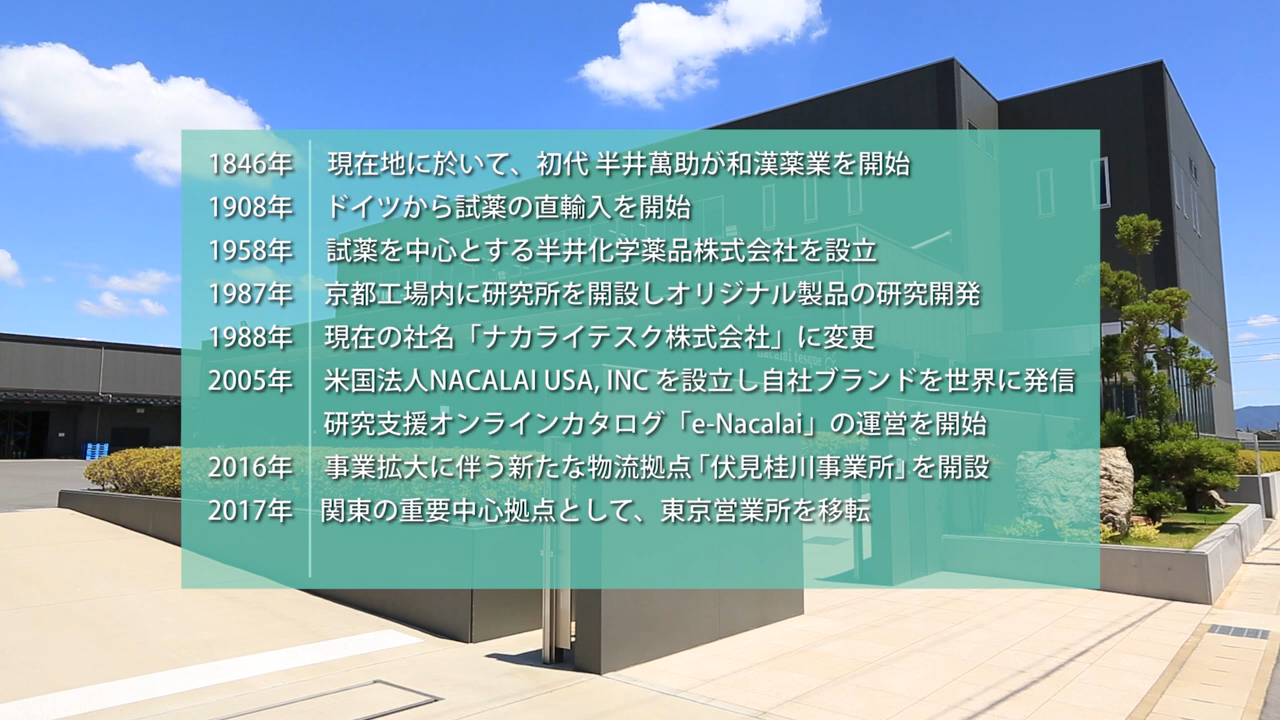 1846年 現在地に於いて、初代 半井萬助が和漢薬業を開始
1908年 ドイツから試薬の直輸入を開始
1958年 試薬を中心とする半井化学薬品株式会社を設立
1987年 京都工場内に研究所を開設しオリジナル製品の研究開発
1988年 現在の社名「ナカライテスク株式会社」に変更
nacalai tesque
2005年 米国法人NACALAI USA, INC を設立し自社ブランドを世界に発信
研究支援オンラインカタログ「e-Nacalai」の運営を開始
2016年 事業拡大に伴う新たな物流拠点「伏見桂川事業所」を開設
2017年 関東の重要中心拠点として、東京営業所を移転